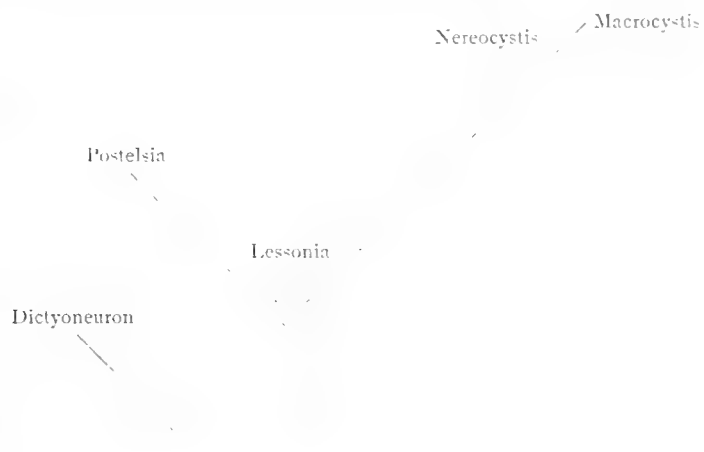 Macrocystis
Nereocystis
Postelsia
Lessonia
Dictyoneuron